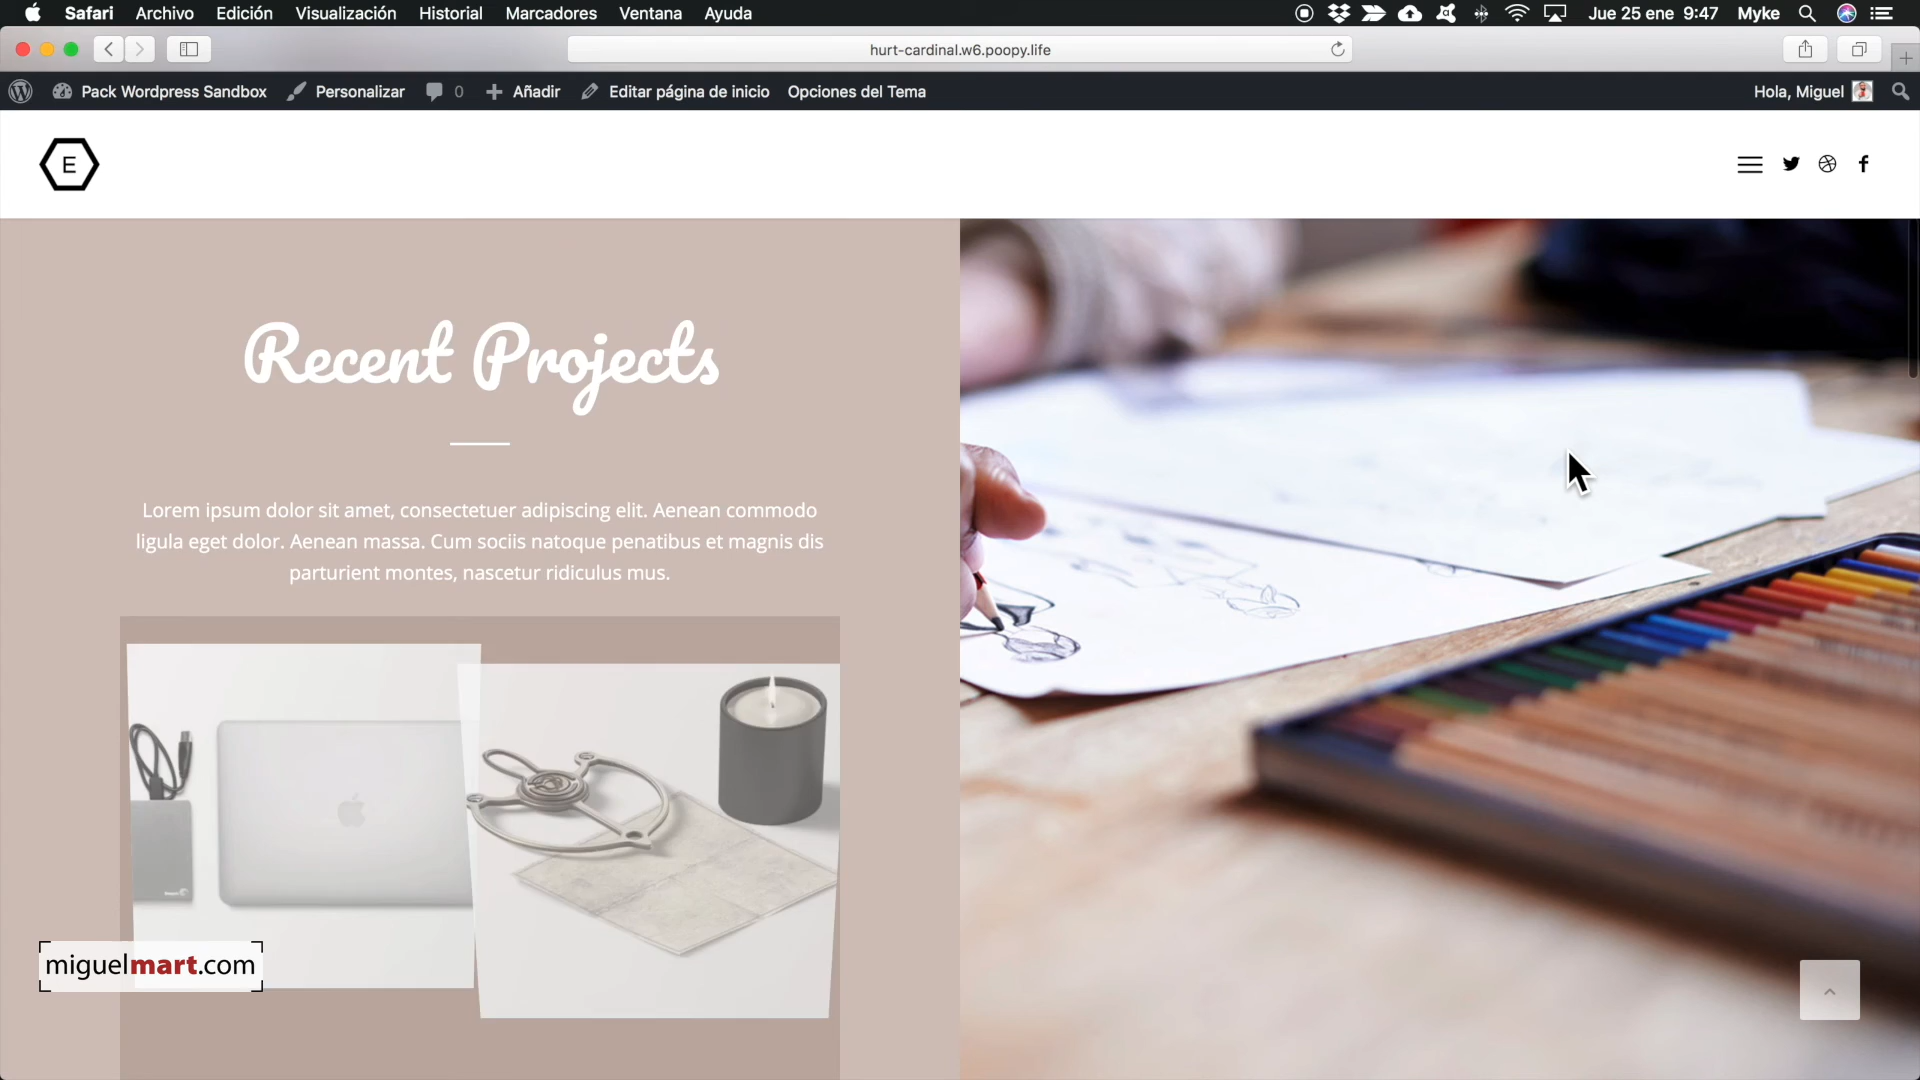 Safari Archivo Edición Visualización Historial Marcadores Ventana Ayuda Jue 25 ene 9:47 Myke
hurt-cardinal.w6.poopy.life
Pack Wordpress Sandbox Personalizar 0 Añadir Editar página de inicio Opciones del Tema Hola, Miguel
E
Recent Projects
Lorem ipsum dolor sit amet, consectetuer adipiscing elit. Aenean commodo
ligula eget dolor. Aenean massa. Cum sociis natoque penatibus et magnis dis
parturient montes, nascetur ridiculus mus.
miguelmart.com